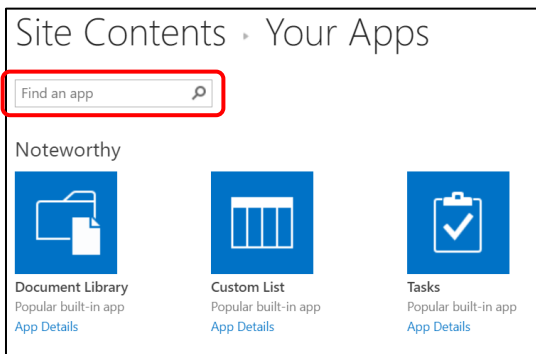 Site Contents ▸ Your Apps
Find an app
Noteworthy
Document Library
Popular built-in app
App Details
Custom List
Popular built-in app
App Details
Tasks
Popular built-in app
App Details